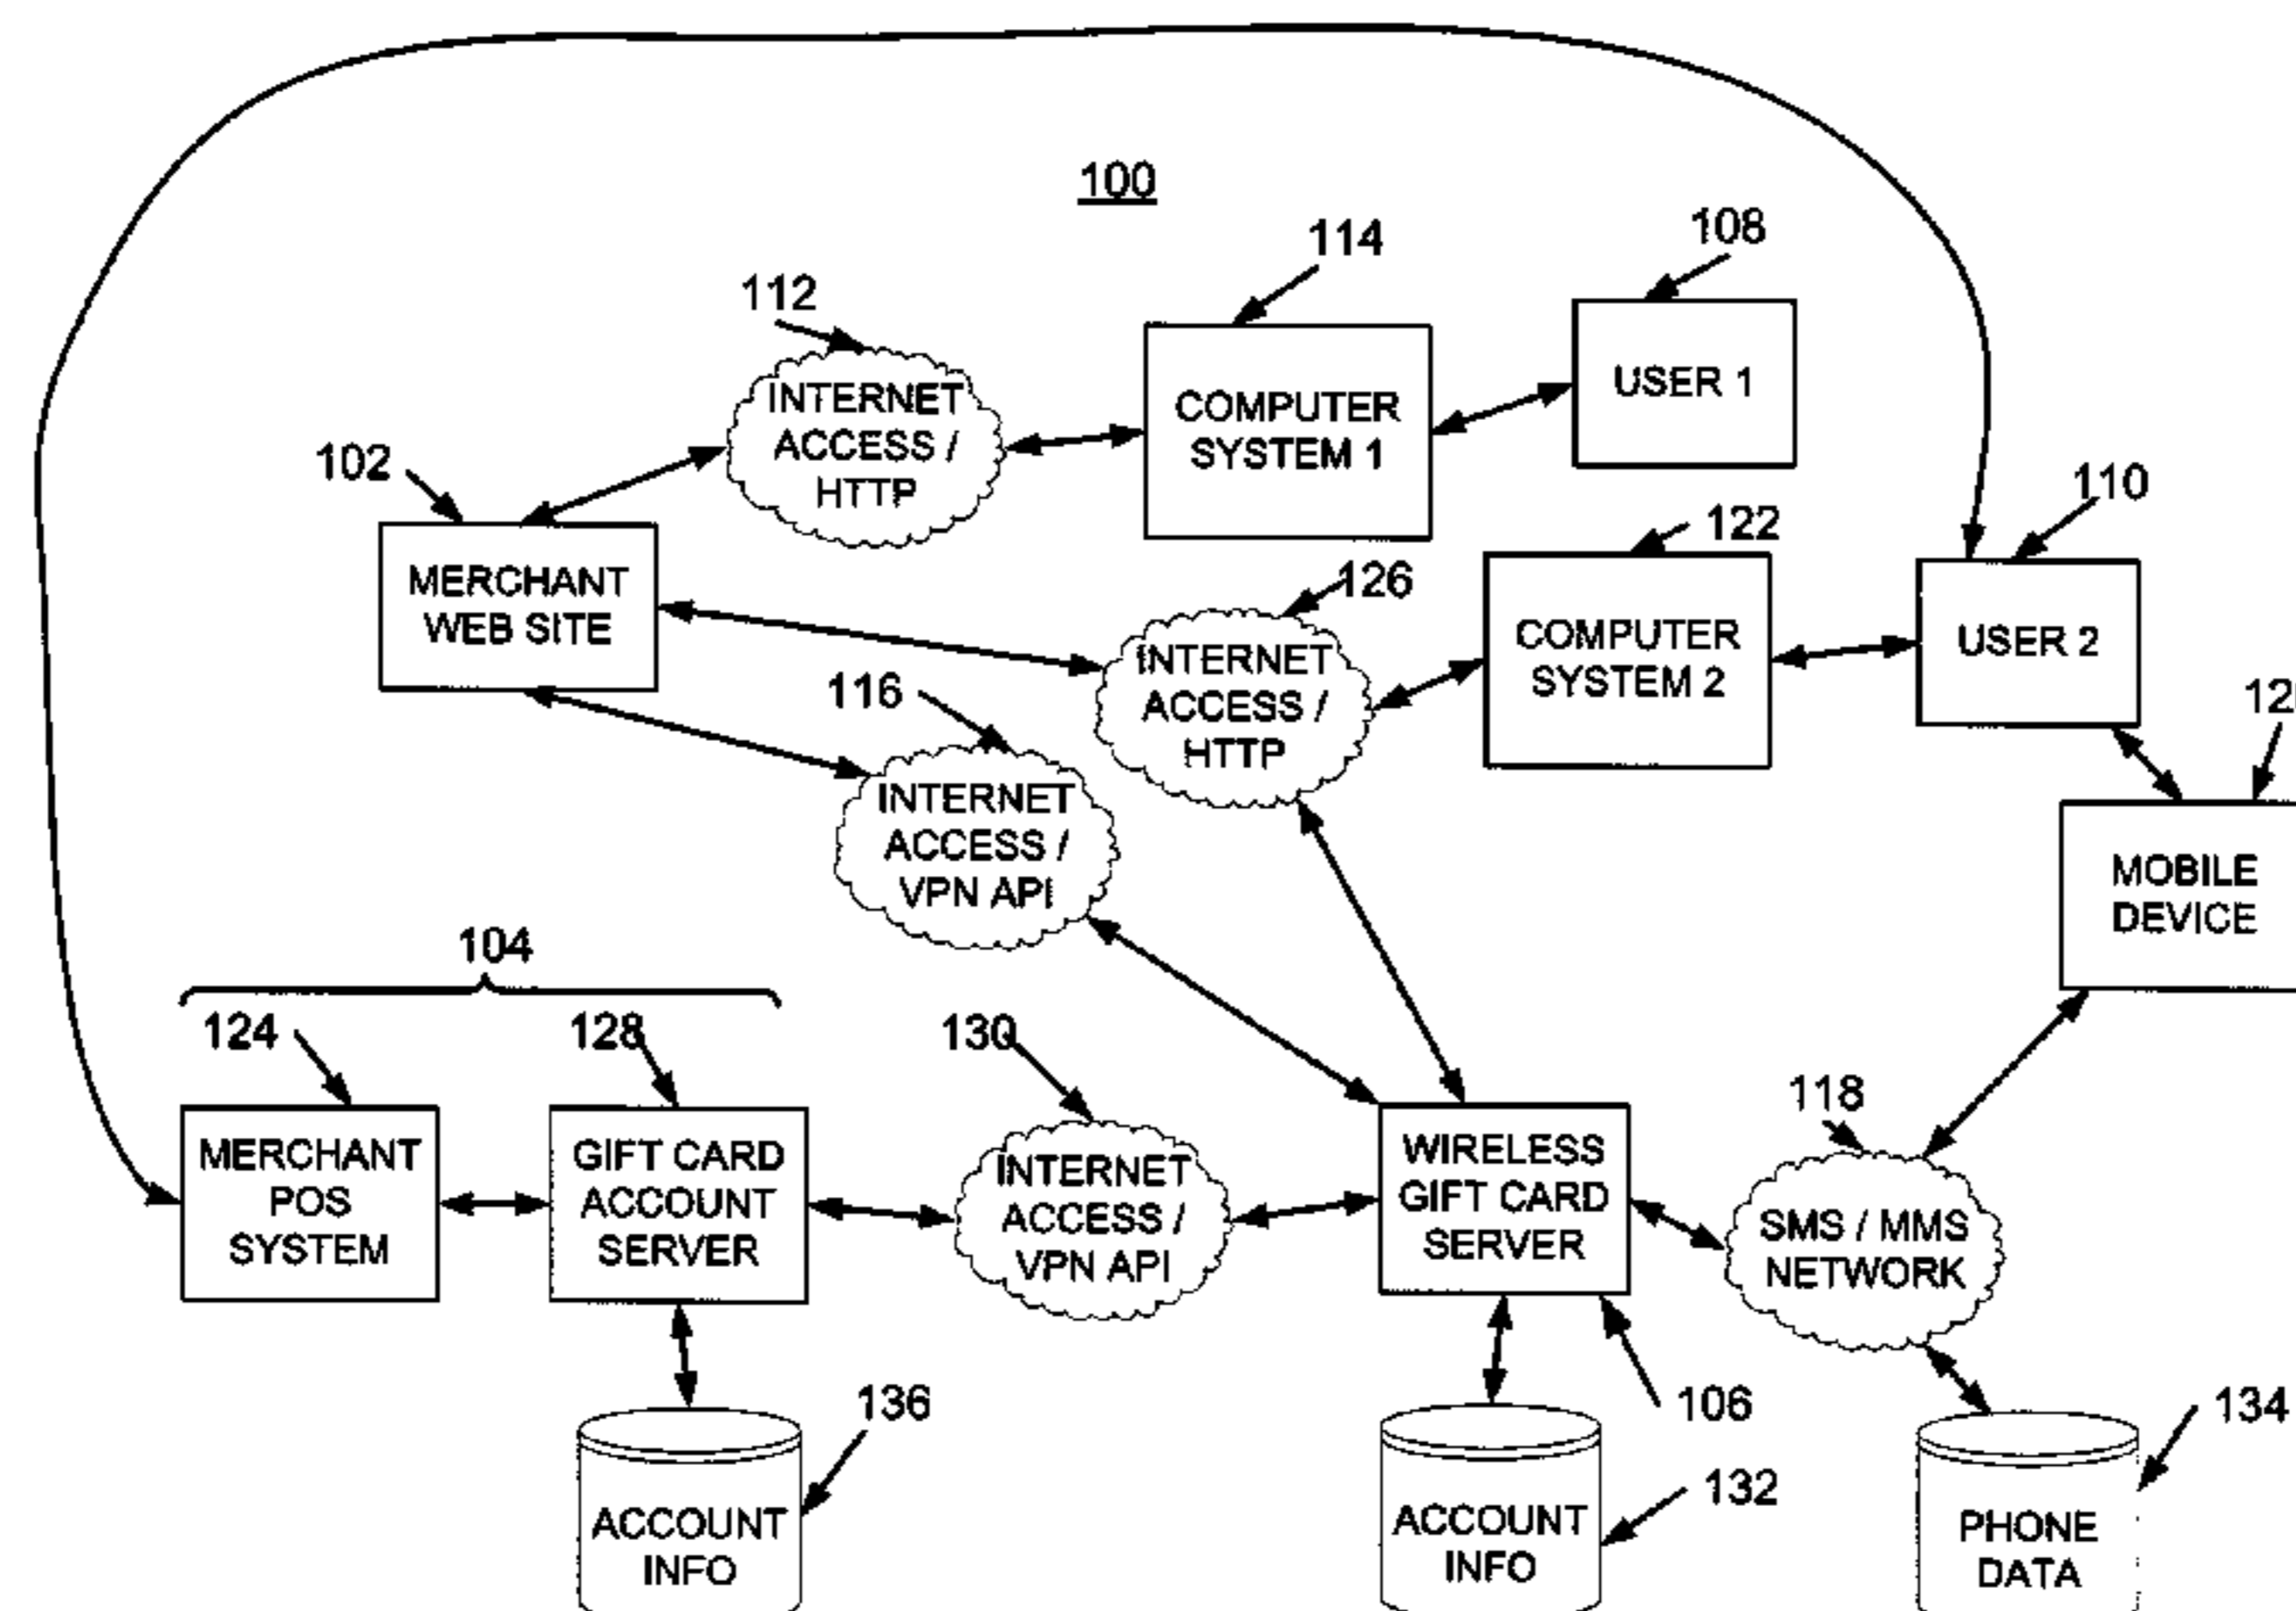 100
108
114
112
INTERNET
ACCESS /
HTTP
COMPUTER
SYSTEM 1
USER 1
102
110
122
126
MERCHANT
WEB SITE
INTERNET
ACCESS /
HTTP
COMPUTER
SYSTEM 2
USER 2
116
INTERNET
ACCESS /
VPN API
MOBILE
DEVICE
104
124
128
130
118
MERCHANT
POS
SYSTEM
GIFT CARD
ACCOUNT
SERVER
INTERNET
ACCESS /
VPN API
WIRELESS
GIFT CARD
SERVER
SMS / MMS
NETWORK
136
106
134
132
ACCOUNT
INFO
ACCOUNT
INFO
PHONE
DATA